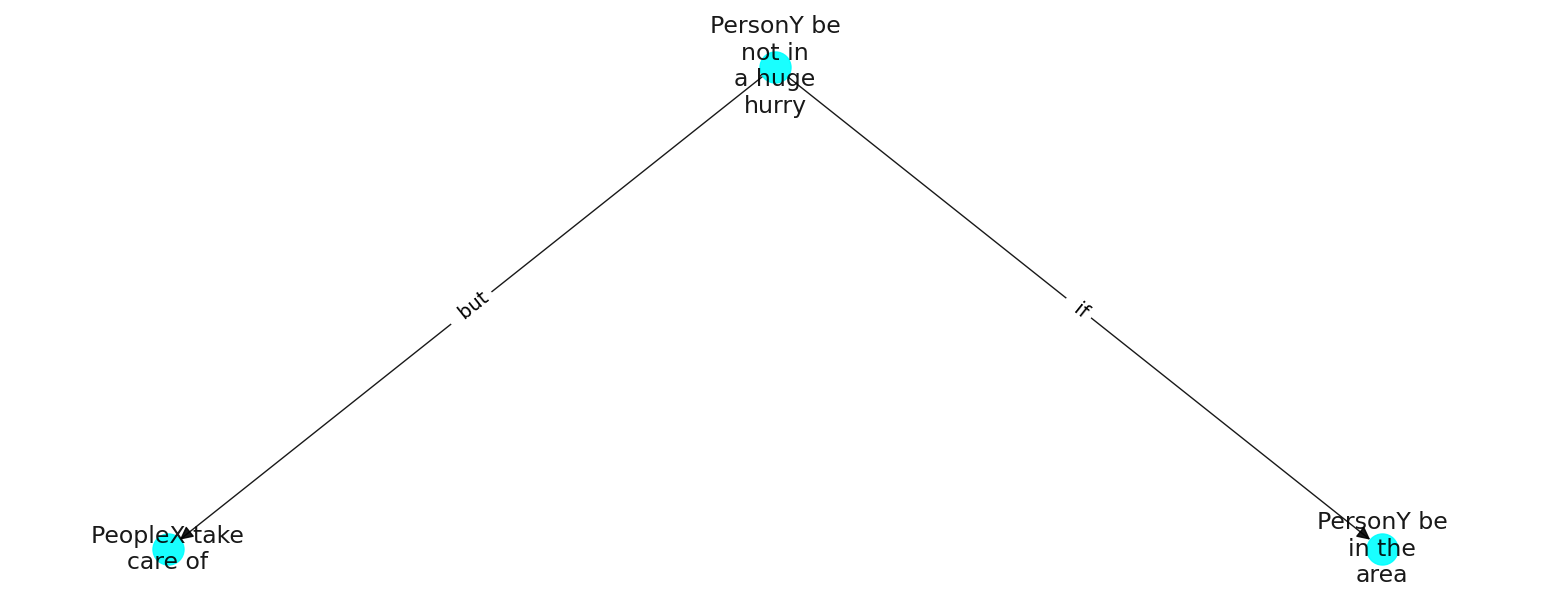 PersonY be
not in
a huge
hurry
but
if
PeopleX take
care of
PersonY be
in the
area